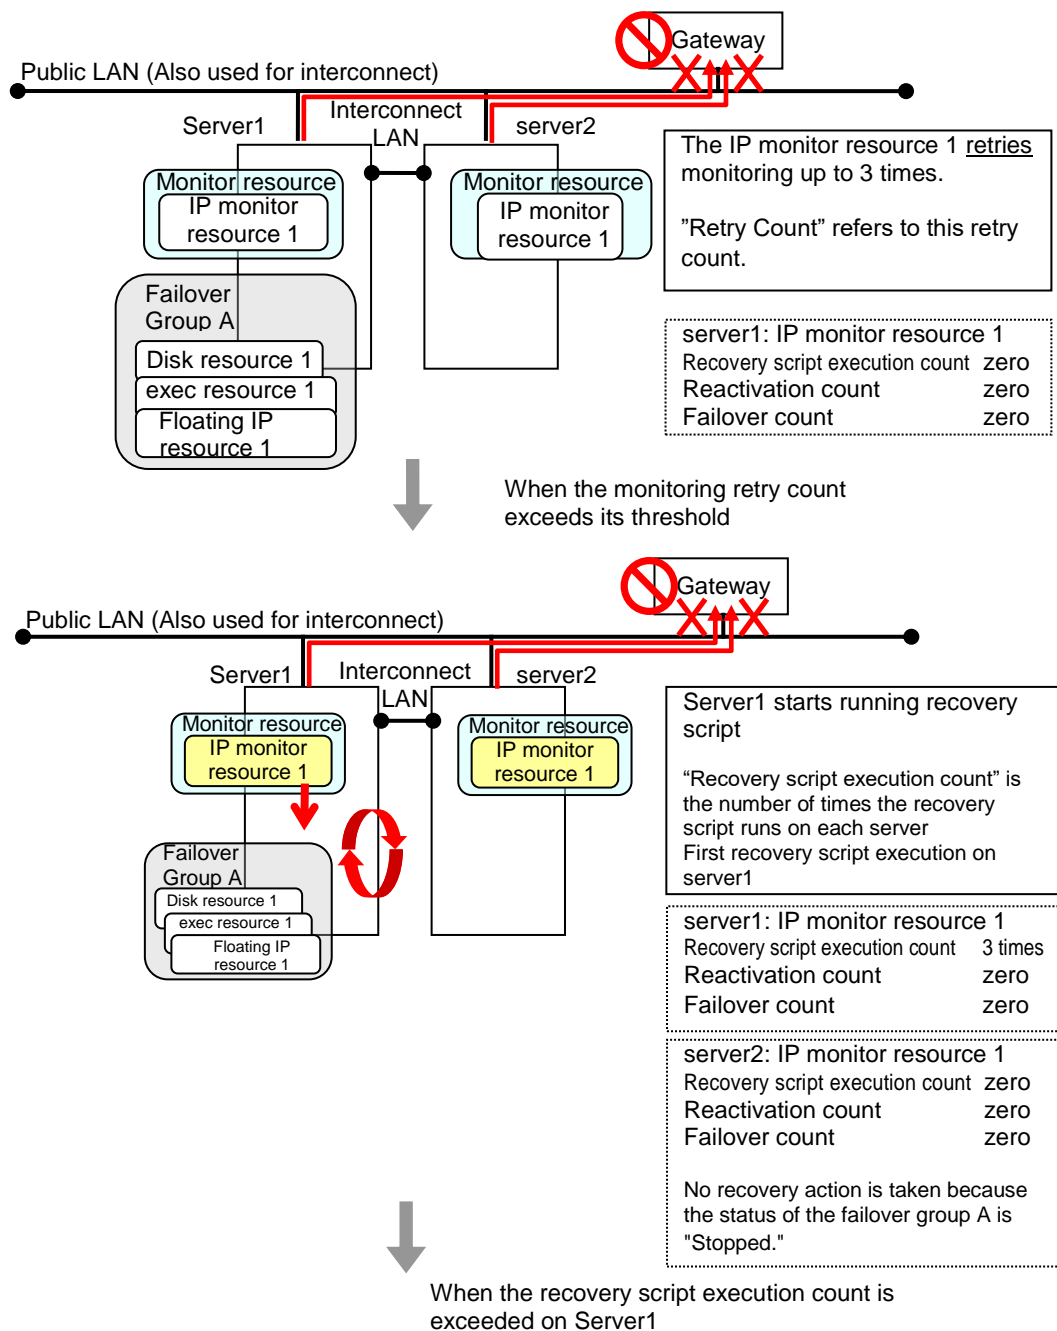 Gateway
Public LAN (Also used for interconnect)
Interconnect
LAN
Server1
server2
Monitor resource
IP monitor
resource 1
Monitor resource
IP monitor
resource 1
The IP monitor resource 1 retries
monitoring up to 3 times.
”Retry Count” refers to this retry
count.
Failover
Group A
Disk resource 1
exec resource 1
Floating IP
resource 1
server1: IP monitor resource 1
Recovery script execution count zero
Reactivation count zero
Failover count zero
When the monitoring retry count
exceeds its threshold
Gateway
Public LAN (Also used for interconnect)
Server1
Interconnect
LAN
server2
Monitor resource
IP monitor
resource 1
Monitor resource
IP monitor
resource 1
Server1 starts running recovery
script
“Recovery script execution count” is
the number of times the recovery
script runs on each server
First recovery script execution on
server1
Failover
Group A
Disk resource 1
exec resource 1
Floating IP
resource 1
server1: IP monitor resource 1
Recovery script execution count 3 times
Reactivation count zero
Failover count zero
server2: IP monitor resource 1
Recovery script execution count zero
Reactivation count zero
Failover count zero
No recovery action is taken because
the status of the failover group A is
"Stopped."
When the recovery script execution count is
exceeded on Server1